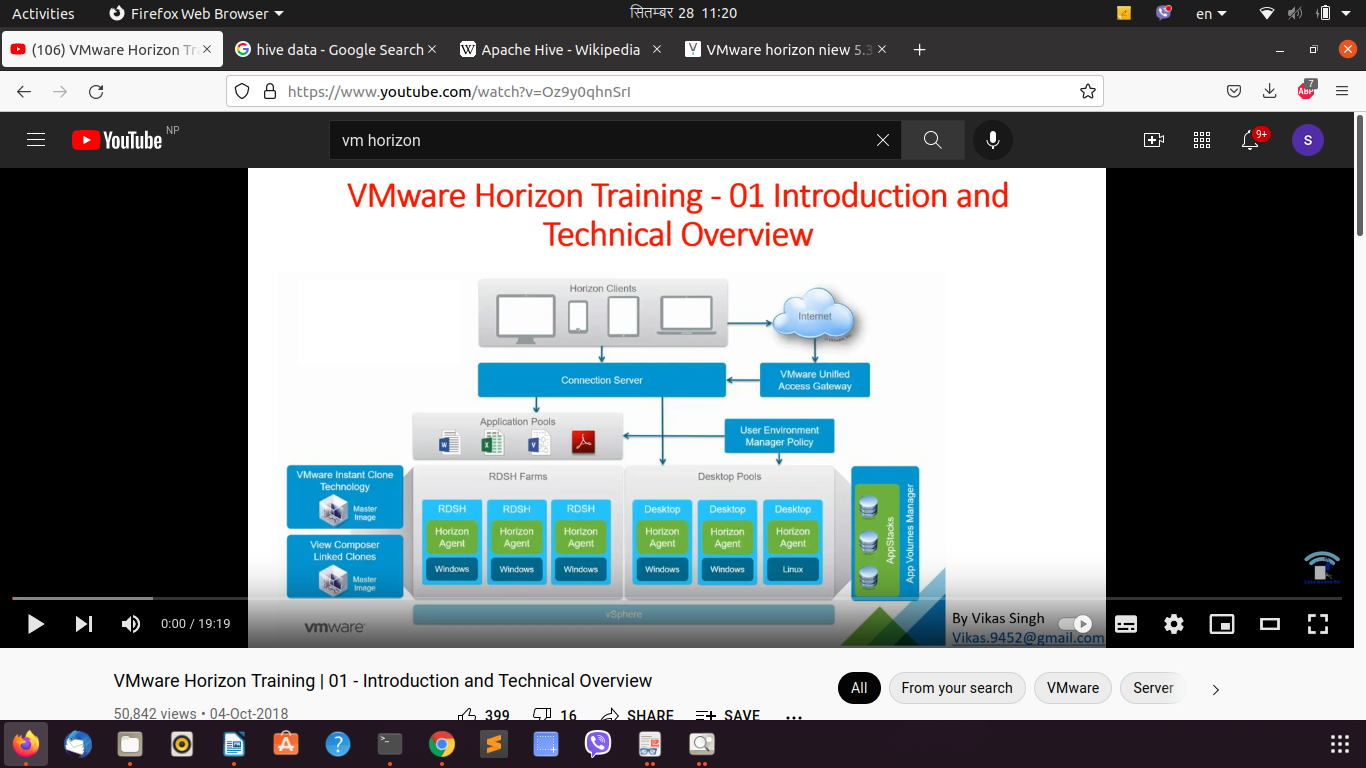 Activities
Firefox Web Browser
सितम्बर 28 11:20
en
(106) VMware Horizon Tr
hive data - Google Search
Apache Hive - Wikipedia
VMware horizon niew 5.3
https://www.youtube.com/watch?v=Oz9y0qhnSrI
ABP
7
YouTube NP
vm horizon
9+
S
VMware Horizon Training - 01 Introduction and
Technical Overview
Horizon Clients
Internet
Connection Server
VMware Unified
Access Gateway
Application Pools
User Environment
Manager Policy
VMware Instant Clone
Technology
Master
Image
View Composer
Linked Clones
Master
Image
RDSH Farms
RDSH RDSH RDSH
Horizon Agent Horizon Agent Horizon Agent
Windows Windows Windows
Desktop Pools
Desktop Desktop Desktop
Horizon Agent Horizon Agent Horizon Agent
Windows Windows Linux
AppStacks
App Volumes Manager
vSphere
vmware
By Vikas Singh
Vikas.9452@gmail.com
0:00 / 19:19
VMware Horizon Training | 01 - Introduction and Technical Overview
All
From your search
VMware
Server
50,842 views • 04-Oct-2018
399
16
SHARE
SAVE